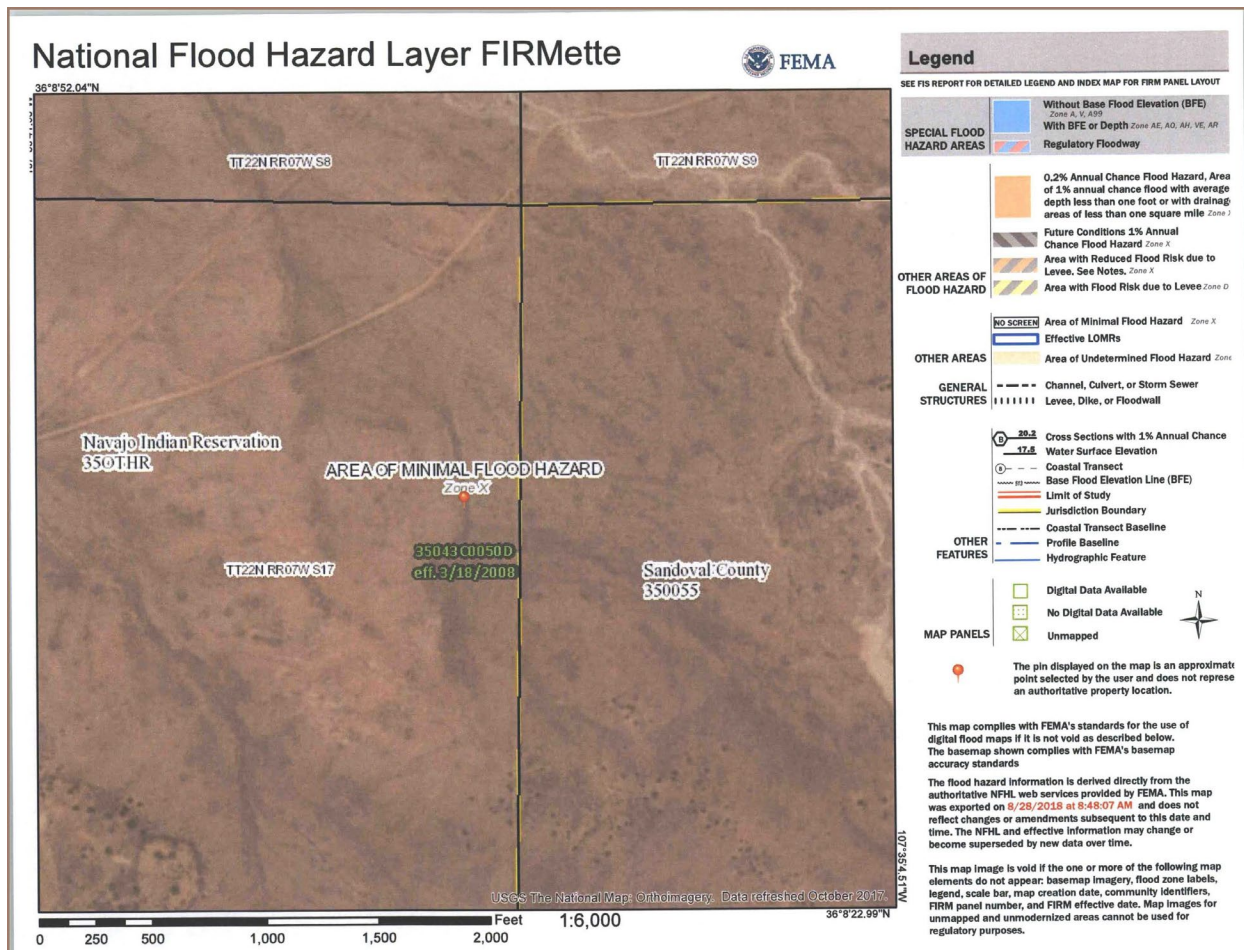 National Flood Hazard Layer FIRMette
FEMA
36°8'52.04"N
TT22N RR07W S8
TT22N RR07W S9
Navajo Indian Reservation
35OTHR
AREA OF MINIMAL FLOOD HAZARD
Zone X
35043C0050D
eff. 3/18/2008
TT22N RR07W S17
Sandoval County
350055
USGS The National Map: Orthoimagery. Data refreshed October 2017.
107°35'4.51"W
36°8'22.99"N
Feet
1:6,000
0 250 500 1,000 1,500 2,000
Legend
SEE FIS REPORT FOR DETAILED LEGEND AND INDEX MAP FOR FIRM PANEL LAYOUT
SPECIAL FLOOD
HAZARD AREAS
Without Base Flood Elevation (BFE)
Zone A, V, A99
With BFE or Depth Zone AE, AO, AH, VE, AR
Regulatory Floodway
OTHER AREAS OF
FLOOD HAZARD
0.2% Annual Chance Flood Hazard, Area
of 1% annual chance flood with average
depth less than one foot or with drainag
areas of less than one square mile Zone
Future Conditions 1% Annual
Chance Flood Hazard Zone X
Area with Reduced Flood Risk due to
Levee. See Notes. Zone X
Area with Flood Risk due to Levee Zone D
OTHER AREAS
NO SCREEN Area of Minimal Flood Hazard Zone X
Effective LOMRs
Area of Undetermined Flood Hazard Zone
GENERAL
STRUCTURES
Channel, Culvert, or Storm Sewer
Levee, Dike, or Floodwall
OTHER
FEATURES
B 20.2 Cross Sections with 1% Annual Chance
17.5 Water Surface Elevation
8 Coastal Transect
513 Base Flood Elevation Line (BFE)
Limit of Study
Jurisdiction Boundary
Coastal Transect Baseline
Profile Baseline
Hydrographic Feature
MAP PANELS
Digital Data Available
No Digital Data Available
Unmapped
N
The pin displayed on the map is an approximate
point selected by the user and does not represe
an authoritative property location.
This map complies with FEMA's standards for the use of
digital flood maps if it is not void as described below.
The basemap shown complies with FEMA's basemap
accuracy standards
The flood hazard information is derived directly from the
authoritative NFHL web services provided by FEMA. This map
was exported on 8/28/2018 at 8:48:07 AM and does not
reflect changes or amendments subsequent to this date and
time. The NFHL and effective information may change or
become superseded by new data over time.
This map image is void if the one or more of the following map
elements do not appear: basemap imagery, flood zone labels,
legend, scale bar, map creation date, community identifiers,
FIRM panel number, and FIRM effective date. Map images for
unmapped and unmodernized areas cannot be used for
regulatory purposes.